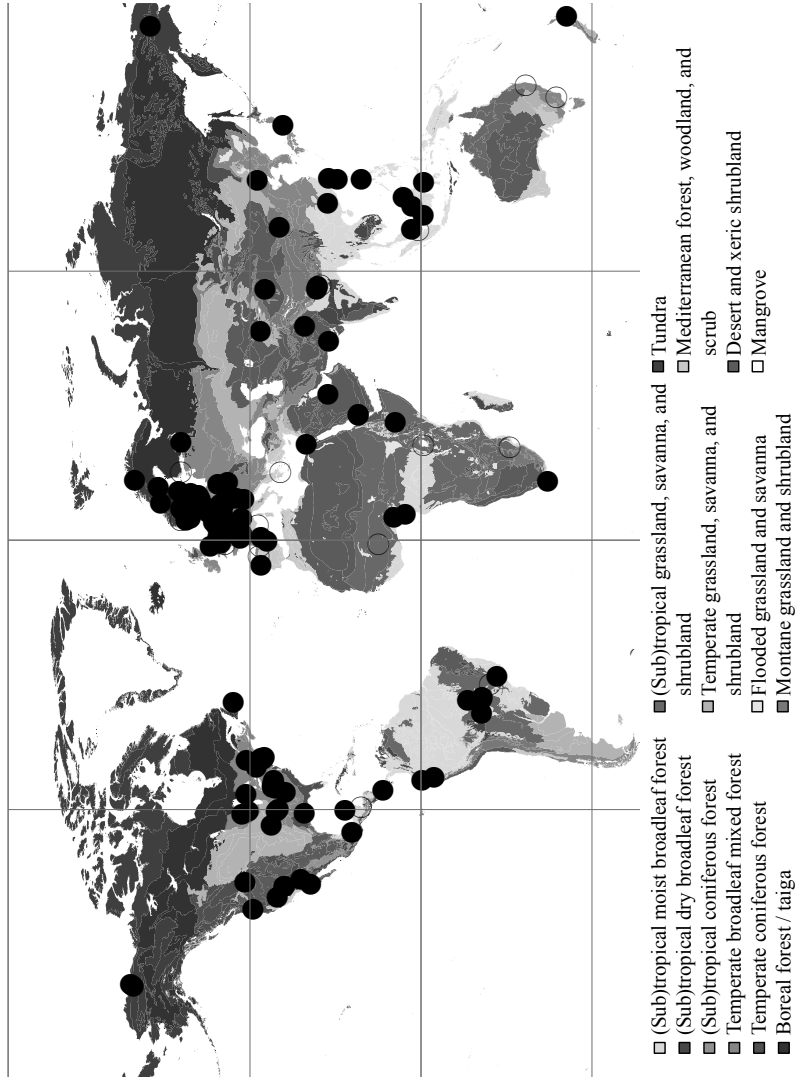 (Sub)tropical moist broadleaf forest
(Sub)tropical dry broadleaf forest
(Sub)tropical coniferous forest
Temperate broadleaf mixed forest
Temperate coniferous forest
Boreal forest / taiga
(Sub)tropical grassland, savanna, and
shrubland
Temperate grassland, savanna, and
shrubland
Flooded grassland and savanna
Montane grassland and shrubland
Tundra
Mediterranean forest, woodland, and
scrub
Desert and xeric shrubland
Mangrove